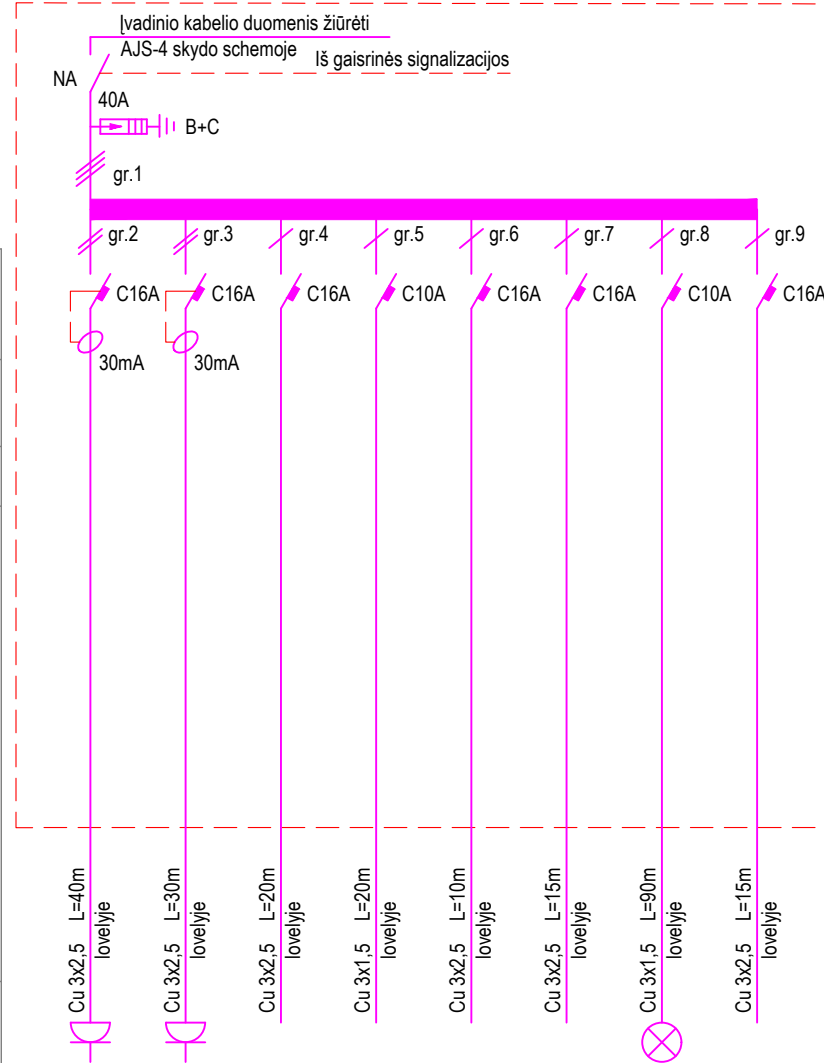 Įvadinio kabelio duomenis žiūrėti
AJS-4 skydo schemoje
Iš gaisrinės signalizacijos
NA
40A
B+C
gr.1
gr.2
gr.3
gr.4
gr.5
gr.6
gr.7
gr.8
gr.9
C16A
C16A
C16A
C10A
C16A
C16A
C10A
C16A
30mA
30mA
Cu 3x2,5 L=40m
lovelyje
Cu 3x2,5 L=30m
lovelyje
Cu 3x2,5 L=20m
lovelyje
Cu 3x1,5 L=20m
lovelyje
Cu 3x2,5 L=10m
lovelyje
Cu 3x2,5 L=15m
lovelyje
Cu 3x1,5 L=90m
lovelyje
Cu 3x2,5 L=15m
lovelyje